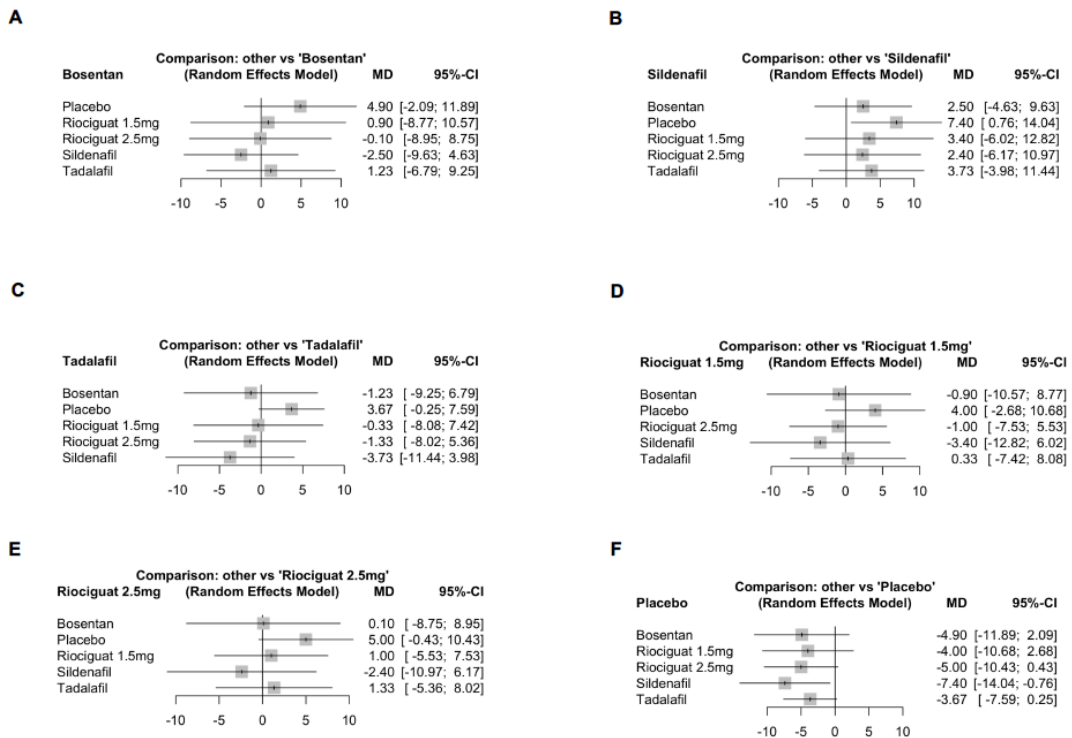 A
Comparison: other vs 'Bosentan'
Bosentan (Random Effects Model) MD 95%-CI
Placebo 4.90 [-2.09; 11.89]
Riociguat 1.5mg 0.90 [-8.77; 10.57]
Riociguat 2.5mg -0.10 [-8.95; 8.75]
Sildenafil -2.50 [-9.63; 4.63]
Tadalafil 1.23 [-6.79; 9.25]
-10 -5 0 5 10
B
Comparison: other vs 'Sildenafil'
Sildenafil (Random Effects Model) MD 95%-CI
Bosentan 2.50 [-4.63; 9.63]
Placebo 7.40 [ 0.76; 14.04]
Riociguat 1.5mg 3.40 [-6.02; 12.82]
Riociguat 2.5mg 2.40 [-6.17; 10.97]
Tadalafil 3.73 [-3.98; 11.44]
-10 -5 0 5 10
C
Comparison: other vs 'Tadalafil'
Tadalafil (Random Effects Model) MD 95%-CI
Bosentan -1.23 [ -9.25; 6.79]
Placebo 3.67 [ -0.25; 7.59]
Riociguat 1.5mg -0.33 [ -8.08; 7.42]
Riociguat 2.5mg -1.33 [ -8.02; 5.36]
Sildenafil -3.73 [-11.44; 3.98]
-10 -5 0 5 10
D
Comparison: other vs 'Riociguat 1.5mg'
Riociguat 1.5mg (Random Effects Model) MD 95%-CI
Bosentan -0.90 [-10.57; 8.77]
Placebo 4.00 [ -2.68; 10.68]
Riociguat 2.5mg -1.00 [ -7.53; 5.53]
Sildenafil -3.40 [-12.82; 6.02]
Tadalafil 0.33 [ -7.42; 8.08]
-10 -5 0 5 10
E
Comparison: other vs 'Riociguat 2.5mg'
Riociguat 2.5mg (Random Effects Model) MD 95%-CI
Bosentan 0.10 [ -8.75; 8.95]
Placebo 5.00 [ -0.43; 10.43]
Riociguat 1.5mg 1.00 [ -5.53; 7.53]
Sildenafil -2.40 [-10.97; 6.17]
Tadalafil 1.33 [ -5.36; 8.02]
-10 -5 0 5 10
F
Comparison: other vs 'Placebo'
Placebo (Random Effects Model) MD 95%-CI
Bosentan -4.90 [-11.89; 2.09]
Riociguat 1.5mg -4.00 [-10.68; 2.68]
Riociguat 2.5mg -5.00 [-10.43; 0.43]
Sildenafil -7.40 [-14.04; -0.76]
Tadalafil -3.67 [ -7.59; 0.25]
-10 -5 0 5 10